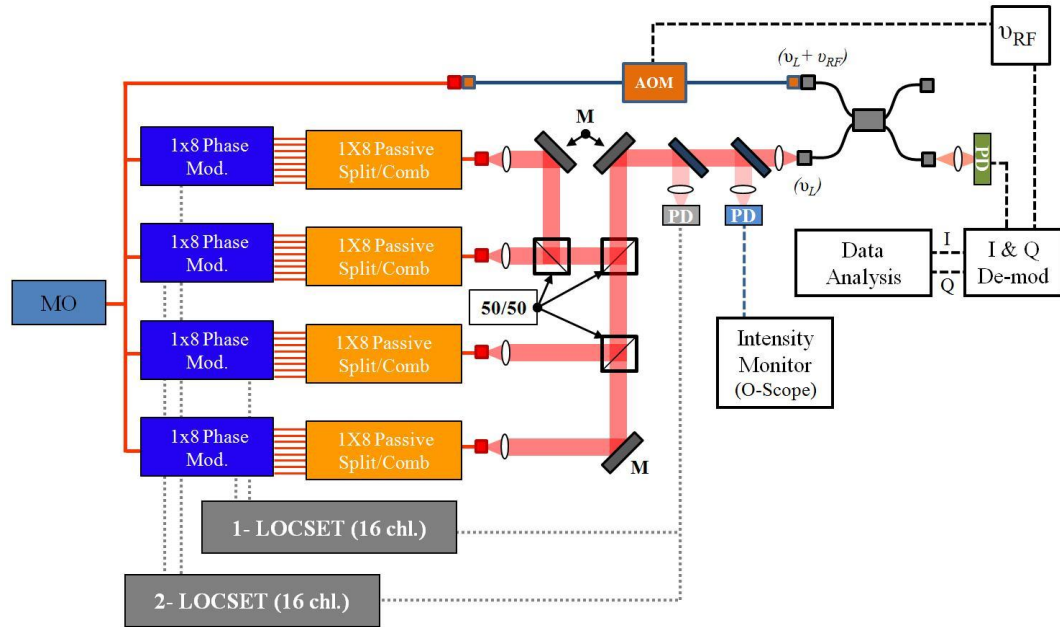 υRF
(υL + υRF)
AOM
M
1x8 Phase
Mod.
1X8 Passive
Split/Comb
(υL)
PD
PD
PD
1x8 Phase
Mod.
1X8 Passive
Split/Comb
Data
Analysis
I
Q
I & Q
De-mod
MO
50/50
1x8 Phase
Mod.
1X8 Passive
Split/Comb
Intensity
Monitor
(O-Scope)
1x8 Phase
Mod.
1X8 Passive
Split/Comb
M
1- LOCSET (16 chl.)
2- LOCSET (16 chl.)